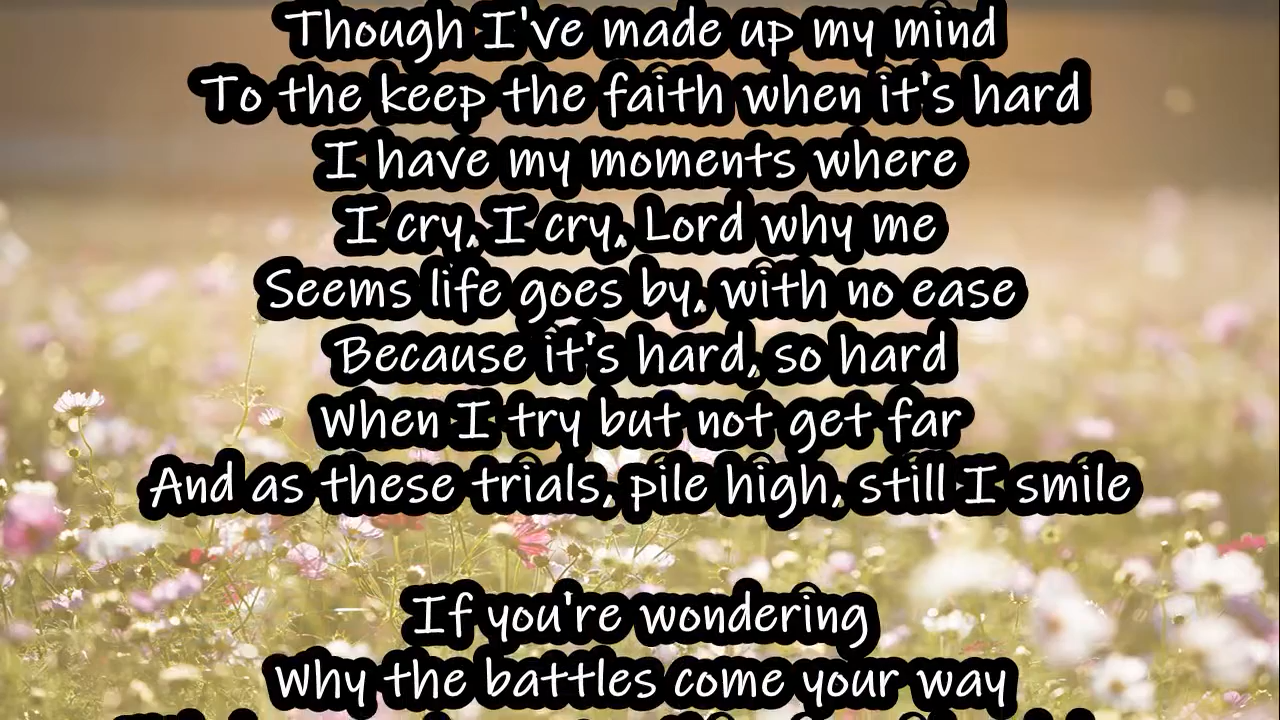 Though I've made up my mind
To the keep the faith when it's hard
I have my moments where
I cry, I cry, Lord why me
Seems life goes by, with no ease
Because it's hard, so hard
When I try but not get far
And as these trials, pile high, still I smile
If you're wondering
Why the battles come your way